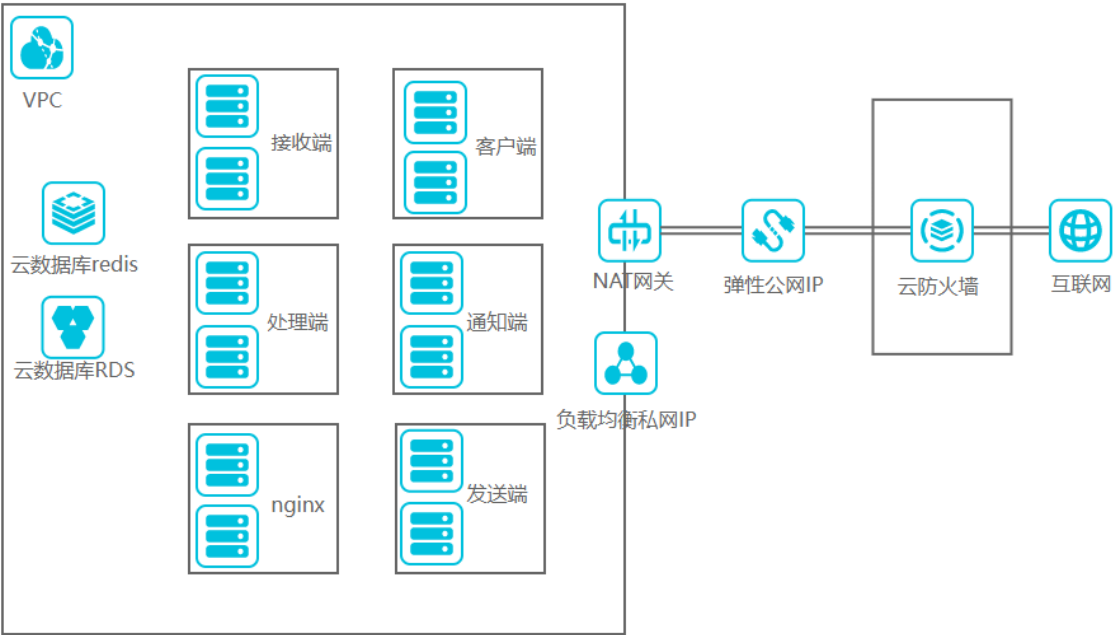 VPC
接收端
客户端
云数据库redis
NAT网关
弹性公网IP
云防火墙
互联网
处理端
通知端
云数据库RDS
负载均衡私网IP
nginx
发送端